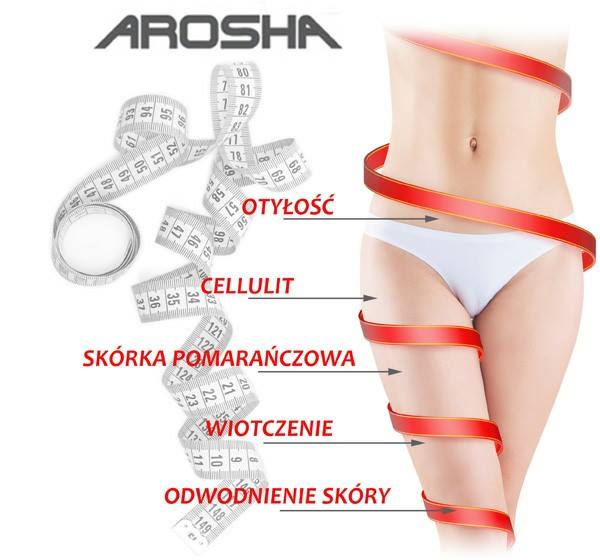 AROSHA
OTYŁOŚĆ
CELLULIT
SKÓRKA POMARAŃCZOWA
WIOTCZENIE
ODWODNIENIE SKÓRY